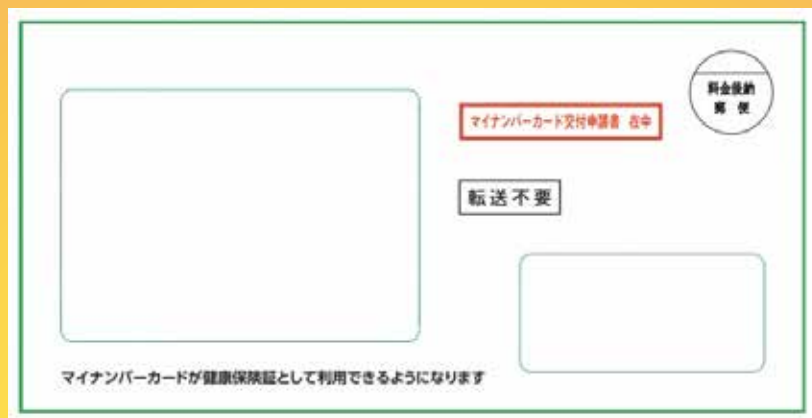 料金後納
郵 便
マイナンバーカード交付申請書 在中
転送不要
マイナンバーカードが健康保険証として利用できるようになります